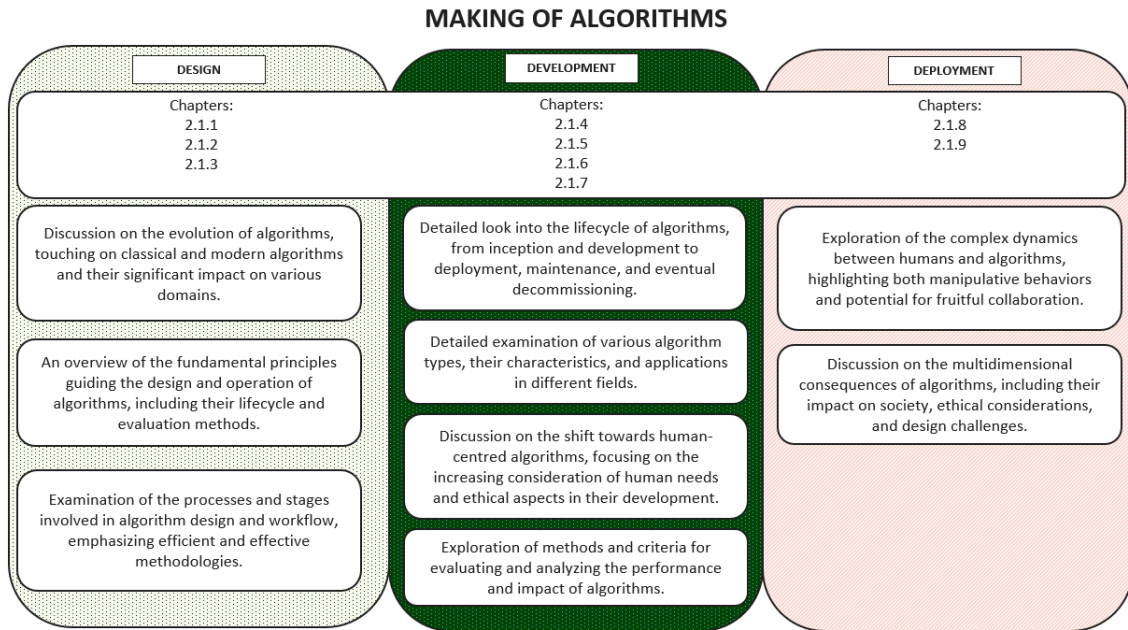 MAKING OF ALGORITHMS
DESIGN
Chapters:
2.1.1
2.1.2
2.1.3
Discussion on the evolution of algorithms,
touching on classical and modern algorithms
and their significant impact on various
domains.
An overview of the fundamental principles
guiding the design and operation of
algorithms, including their lifecycle and
evaluation methods.
Examination of the processes and stages
involved in algorithm design and workflow,
emphasizing efficient and effective
methodologies.
DEVELOPMENT
Chapters:
2.1.4
2.1.5
2.1.6
2.1.7
Detailed look into the lifecycle of algorithms,
from inception and development to
deployment, maintenance, and eventual
decommissioning.
Detailed examination of various algorithm
types, their characteristics, and applications
in different fields.
Discussion on the shift towards human-
centred algorithms, focusing on the
increasing consideration of human needs
and ethical aspects in their development.
Exploration of methods and criteria for
evaluating and analyzing the performance
and impact of algorithms.
DEPLOYMENT
Chapters:
2.1.8
2.1.9
Exploration of the complex dynamics
between humans and algorithms,
highlighting both manipulative behaviors
and potential for fruitful collaboration.
Discussion on the multidimensional
consequences of algorithms, including their
impact on society, ethical considerations,
and design challenges.